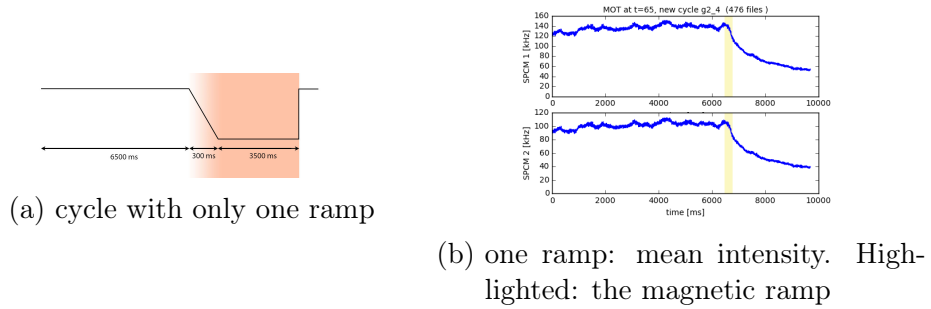 6500 ms
300 ms
3500 ms
(a) cycle with only one ramp
MOT at t=65, new cycle g2_4 (476 files )
SPCM 1 [kHz]
160
140
120
100
80
60
40
20
0
0 2000 4000 6000 8000 10000
SPCM 2 [kHz]
120
100
80
60
40
20
0
0 2000 4000 6000 8000 10000
time [ms]
(b) one ramp: mean intensity. High-
lighted: the magnetic ramp